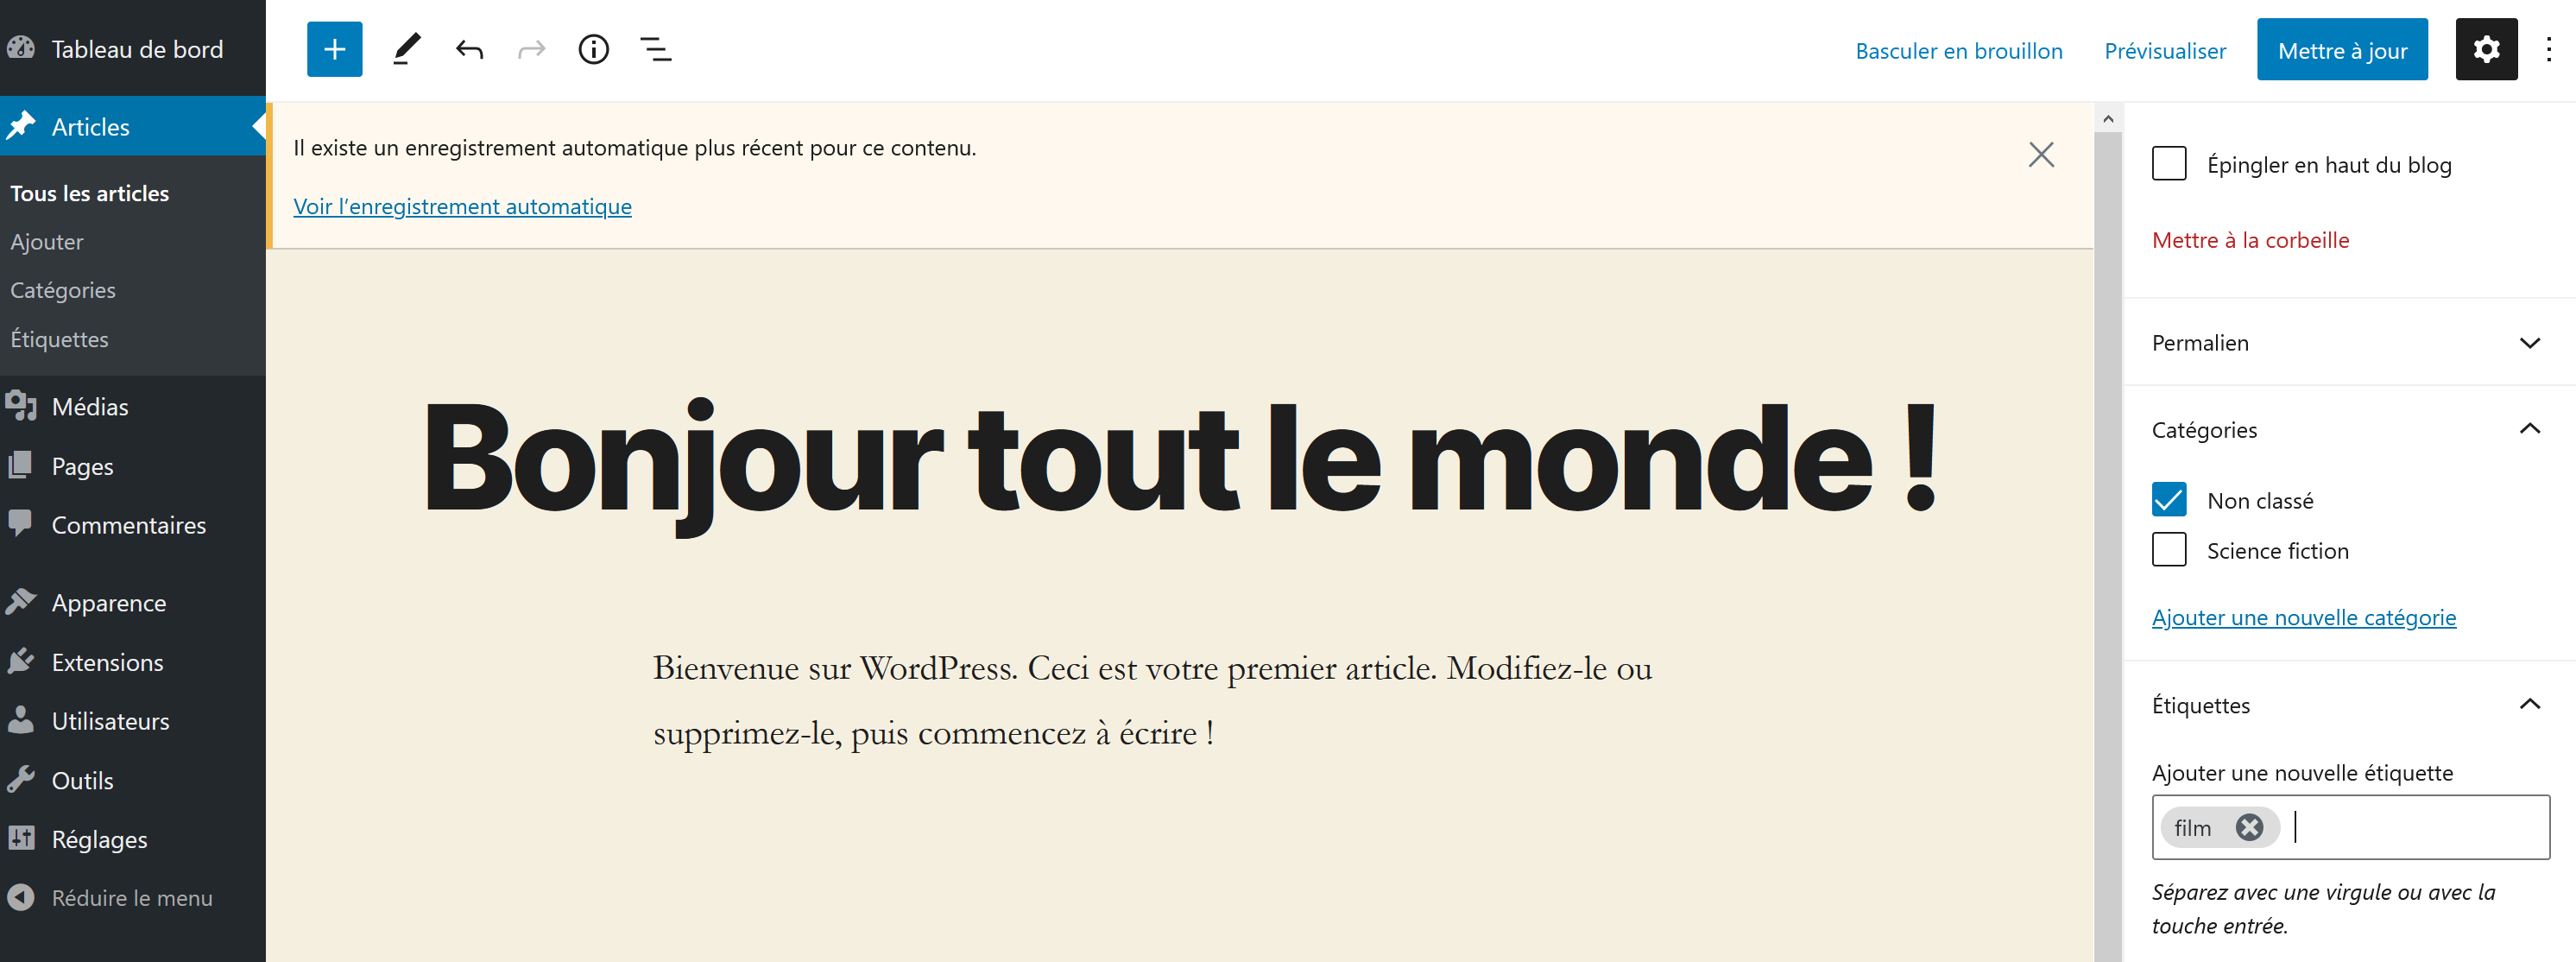 Tableau de bord
Articles
Tous les articles
Ajouter
Catégories
Étiquettes
Médias
Pages
Commentaires
Apparence
Extensions
Utilisateurs
Outils
Réglages
Réduire le menu
Basculer en brouillon
Prévisualiser
Mettre à jour
Il existe un enregistrement automatique plus récent pour ce contenu.
Voir l’enregistrement automatique
Bonjour tout le monde !
Bienvenue sur WordPress. Ceci est votre premier article. Modifiez-le ou
supprimez-le, puis commencez à écrire !
Épingler en haut du blog
Mettre à la corbeille
Permalien
Catégories
Non classé
Science fiction
Ajouter une nouvelle catégorie
Étiquettes
Ajouter une nouvelle étiquette
film
Séparez avec une virgule ou avec la
touche entrée.